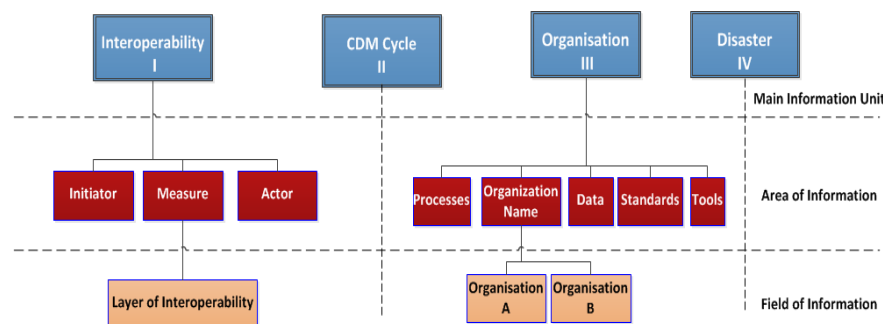 Interoperability
I
CDM Cycle
II
Organisation
III
Disaster
IV
Main Information Unit
Initiator
Measure
Actor
Processes
Organization
Name
Data
Standards
Tools
Area of Information
Layer of Interoperability
Organisation
A
Organisation
B
Field of Information